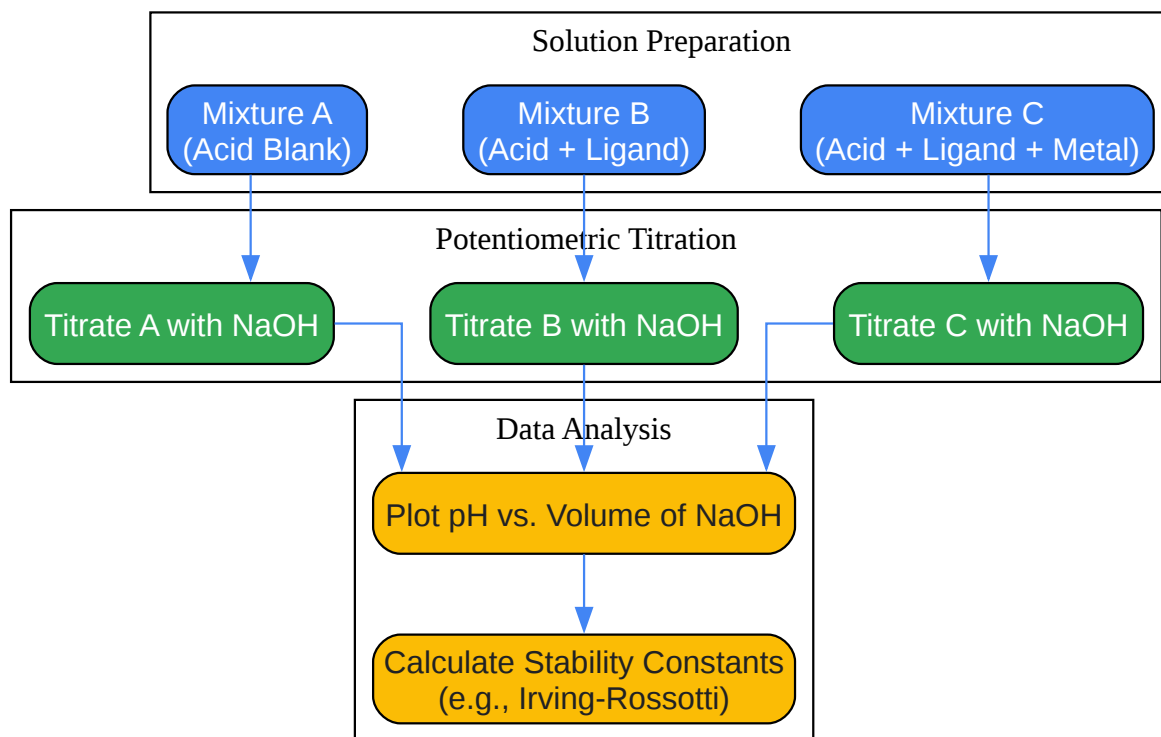 Solution Preparation
Mixture A
(Acid Blank)
Mixture B
(Acid + Ligand)
Mixture C
(Acid + Ligand + Metal)
Potentiometric Titration
Titrate A with NaOH
Titrate B with NaOH
Titrate C with NaOH
Data Analysis
Plot pH vs. Volume of NaOH
Calculate Stability Constants
(e.g., Irving-Rossotti)